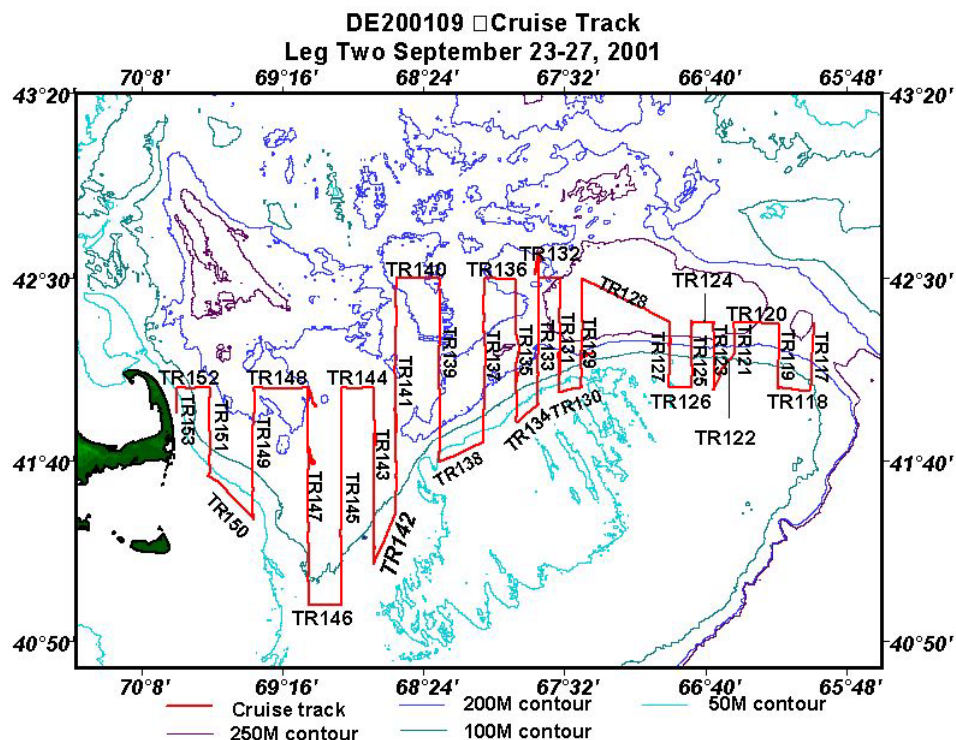 DE200109 □Cruise Track
Leg Two September 23-27, 2001
70°8' 69°16' 68°24' 67°32' 66°40' 65°48'
43°20' 43°20'
TR132
TR140 TR136 TR124
42°30' 42°30'
TR128
TR120
TR139 TR137 TR135 TR133 TR131 TR129 TR127 TR125 TR123 TR121 TR119 TR117
TR152 TR148 TR144 TR141
TR126 TR118
TR134 TR130
TR153 TR151 TR149 TR147 TR145 TR143
TR138 TR122
41°40' 41°40'
TR150 TR142
TR146
40°50' 40°50'
70°8' 69°16' 68°24' 67°32' 66°40' 65°48'
Cruise track 200M contour 50M contour
250M contour 100M contour